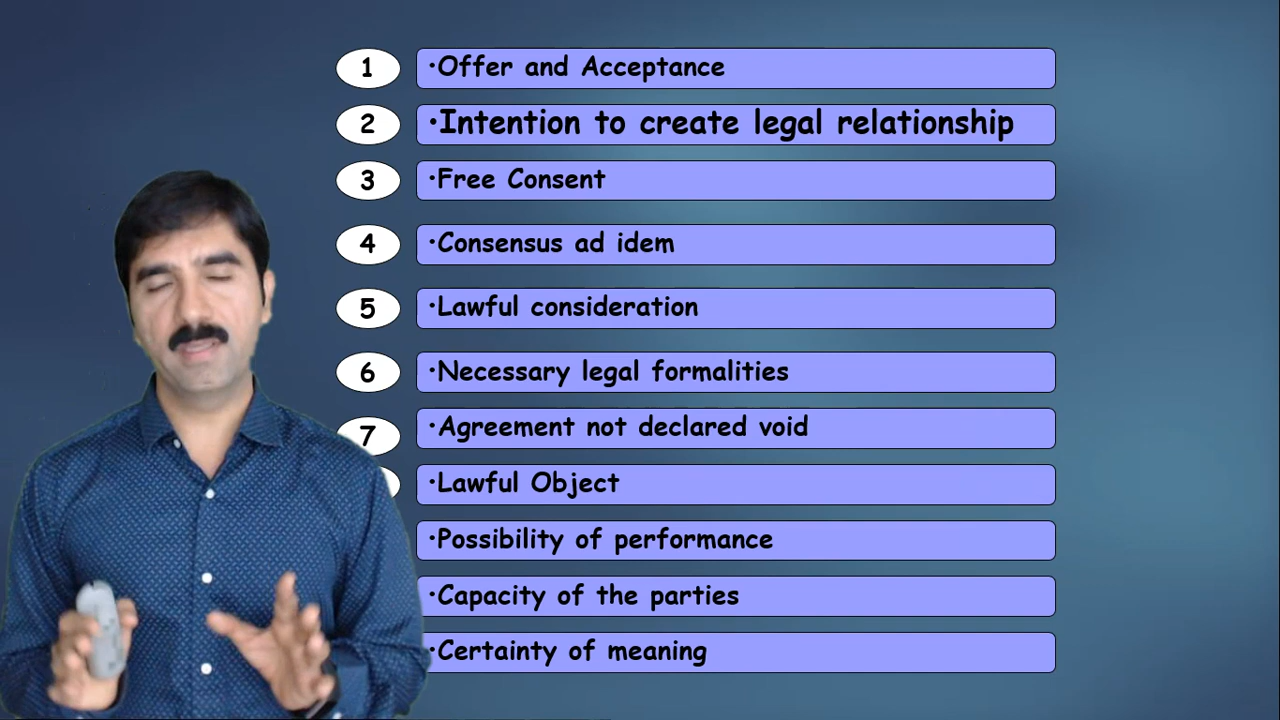 1 •Offer and Acceptance
2 •Intention to create legal relationship
3 •Free Consent
4 •Consensus ad idem
5 •Lawful consideration
6 •Necessary legal formalities
7 •Agreement not declared void
•Lawful Object
•Possibility of performance
•Capacity of the parties
•Certainty of meaning